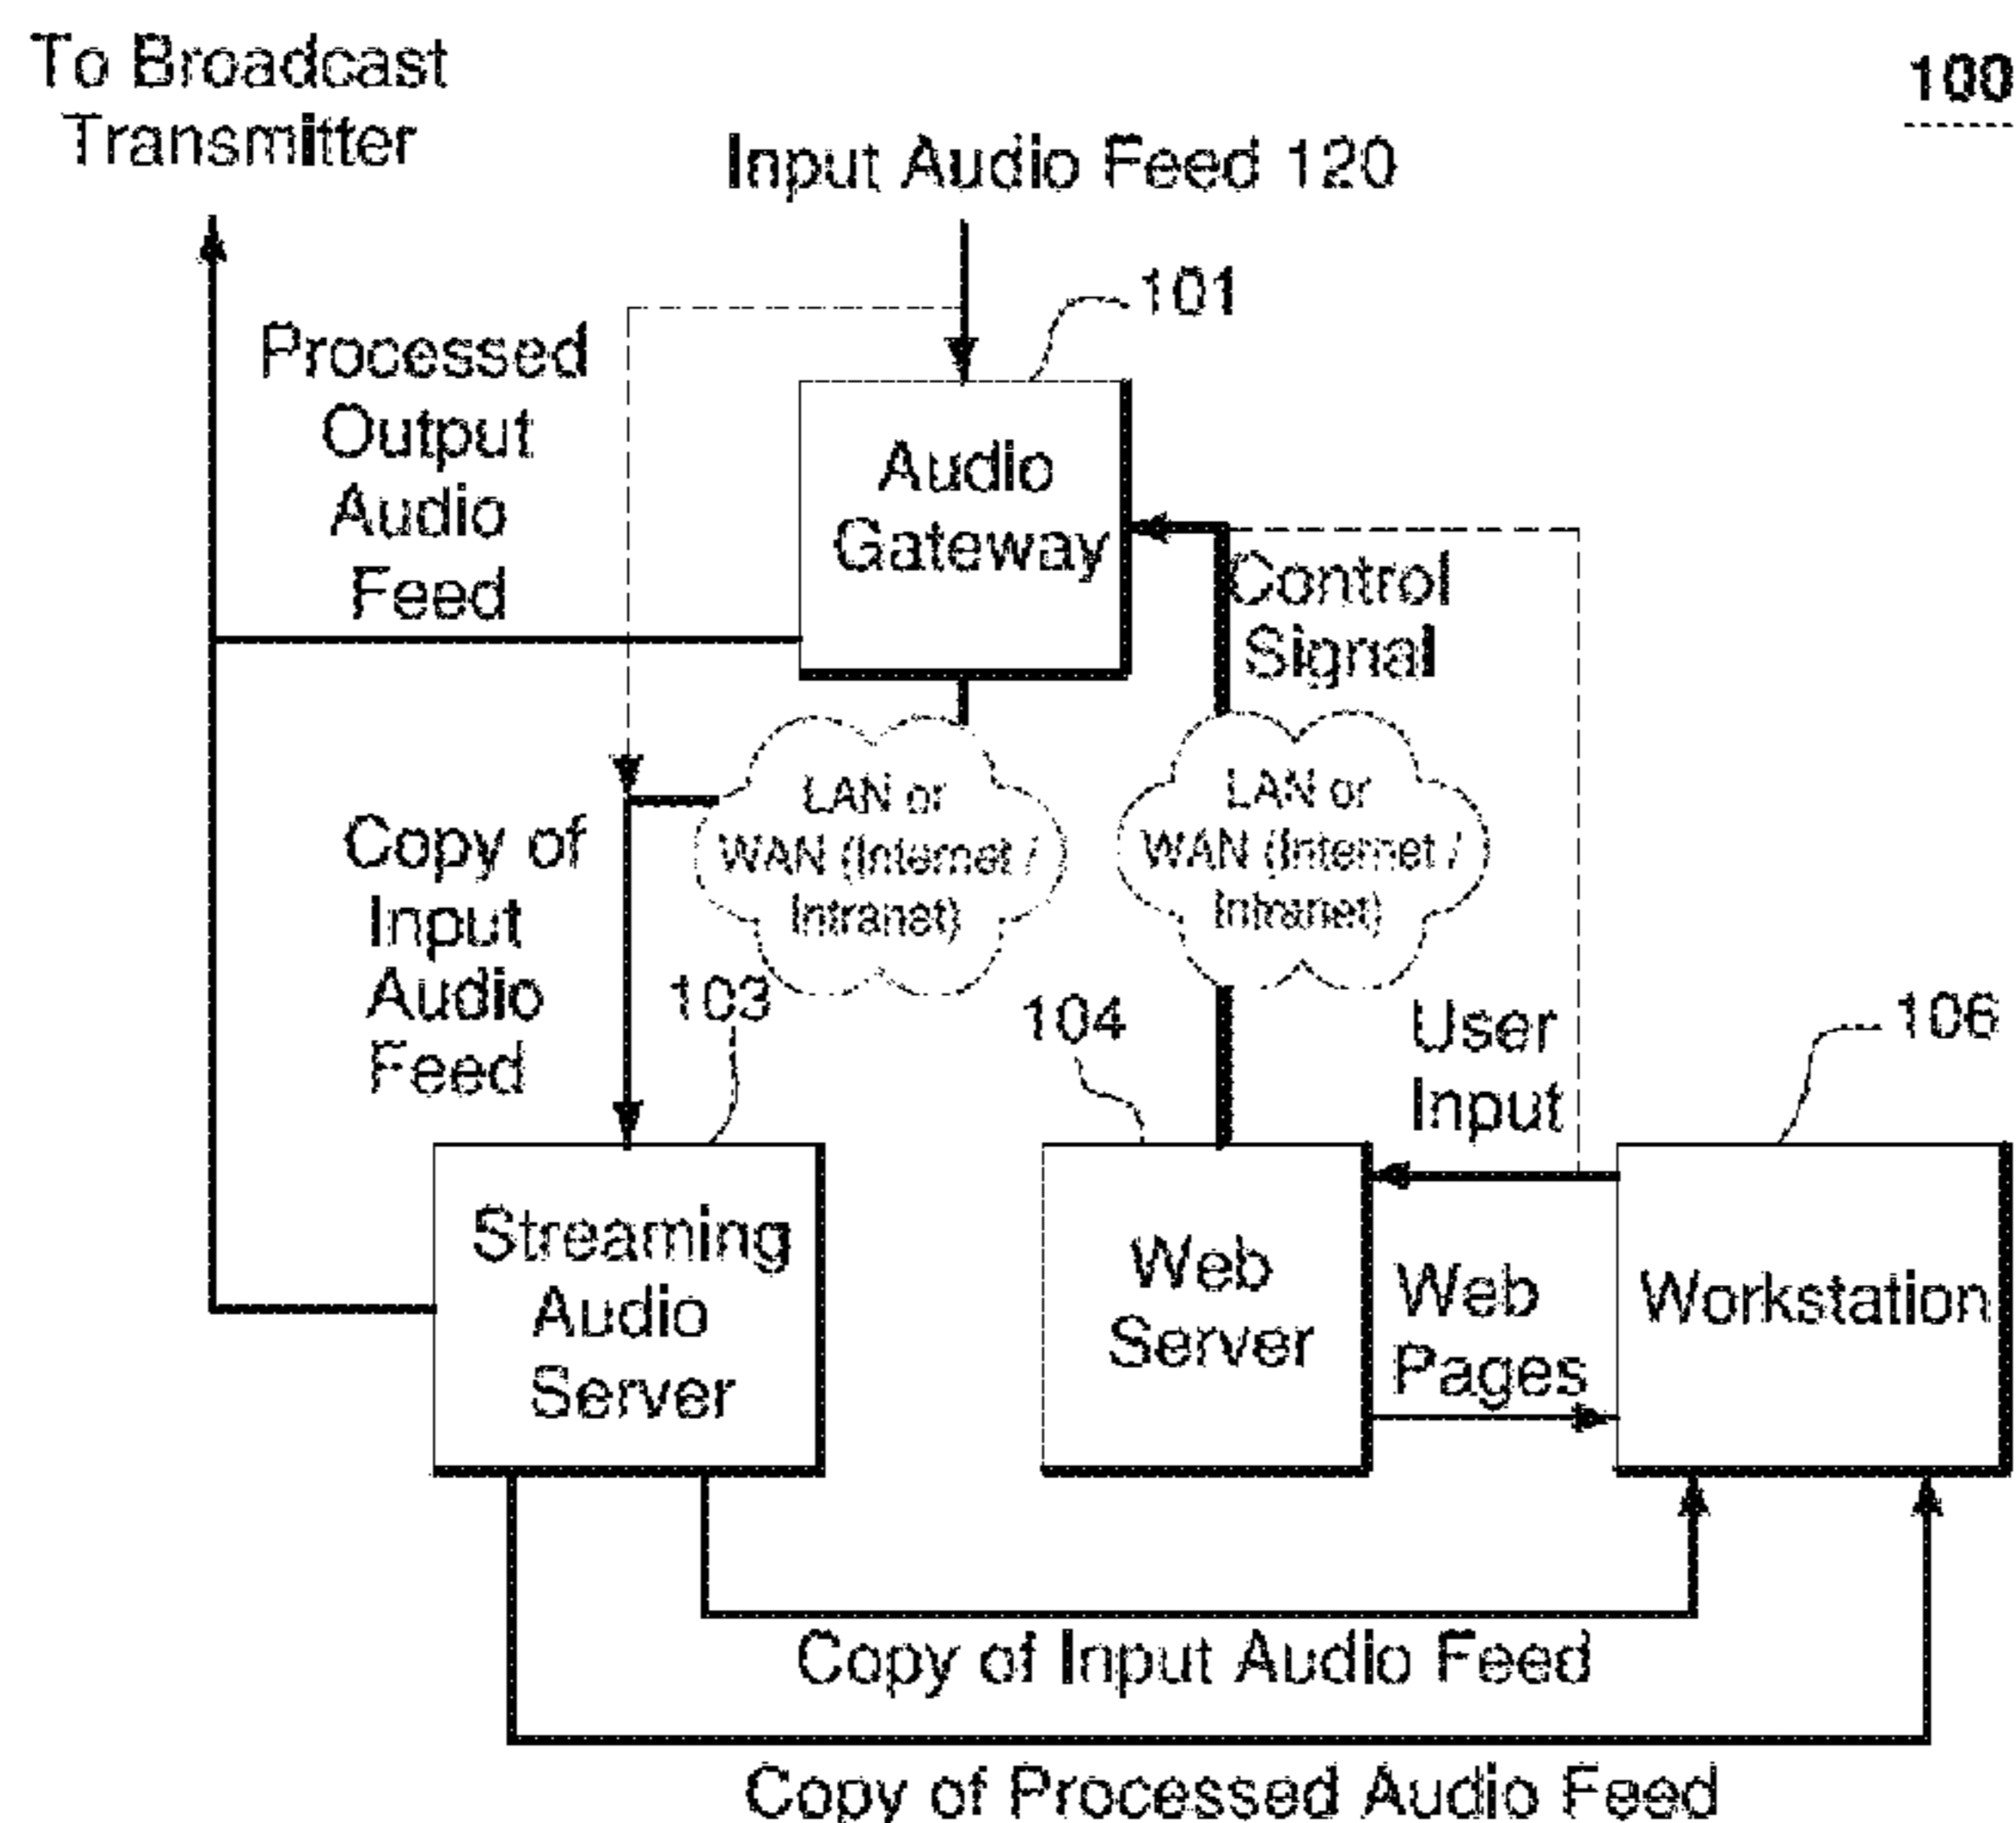 To Broadcast
Transmitter
100
Input Audio Feed 120
101
Processed
Output
Audio
Feed
Audio
Gateway
Control
Signal
LAN or
WAN (Internet /
Intranet)
LAN or
WAN (Internet /
Intranet)
Copy of
Input
Audio
Feed
103
104
User
Input
106
Streaming
Audio
Server
Web
Server
Web
Pages
Workstation
Copy of Input Audio Feed
Copy of Processed Audio Feed